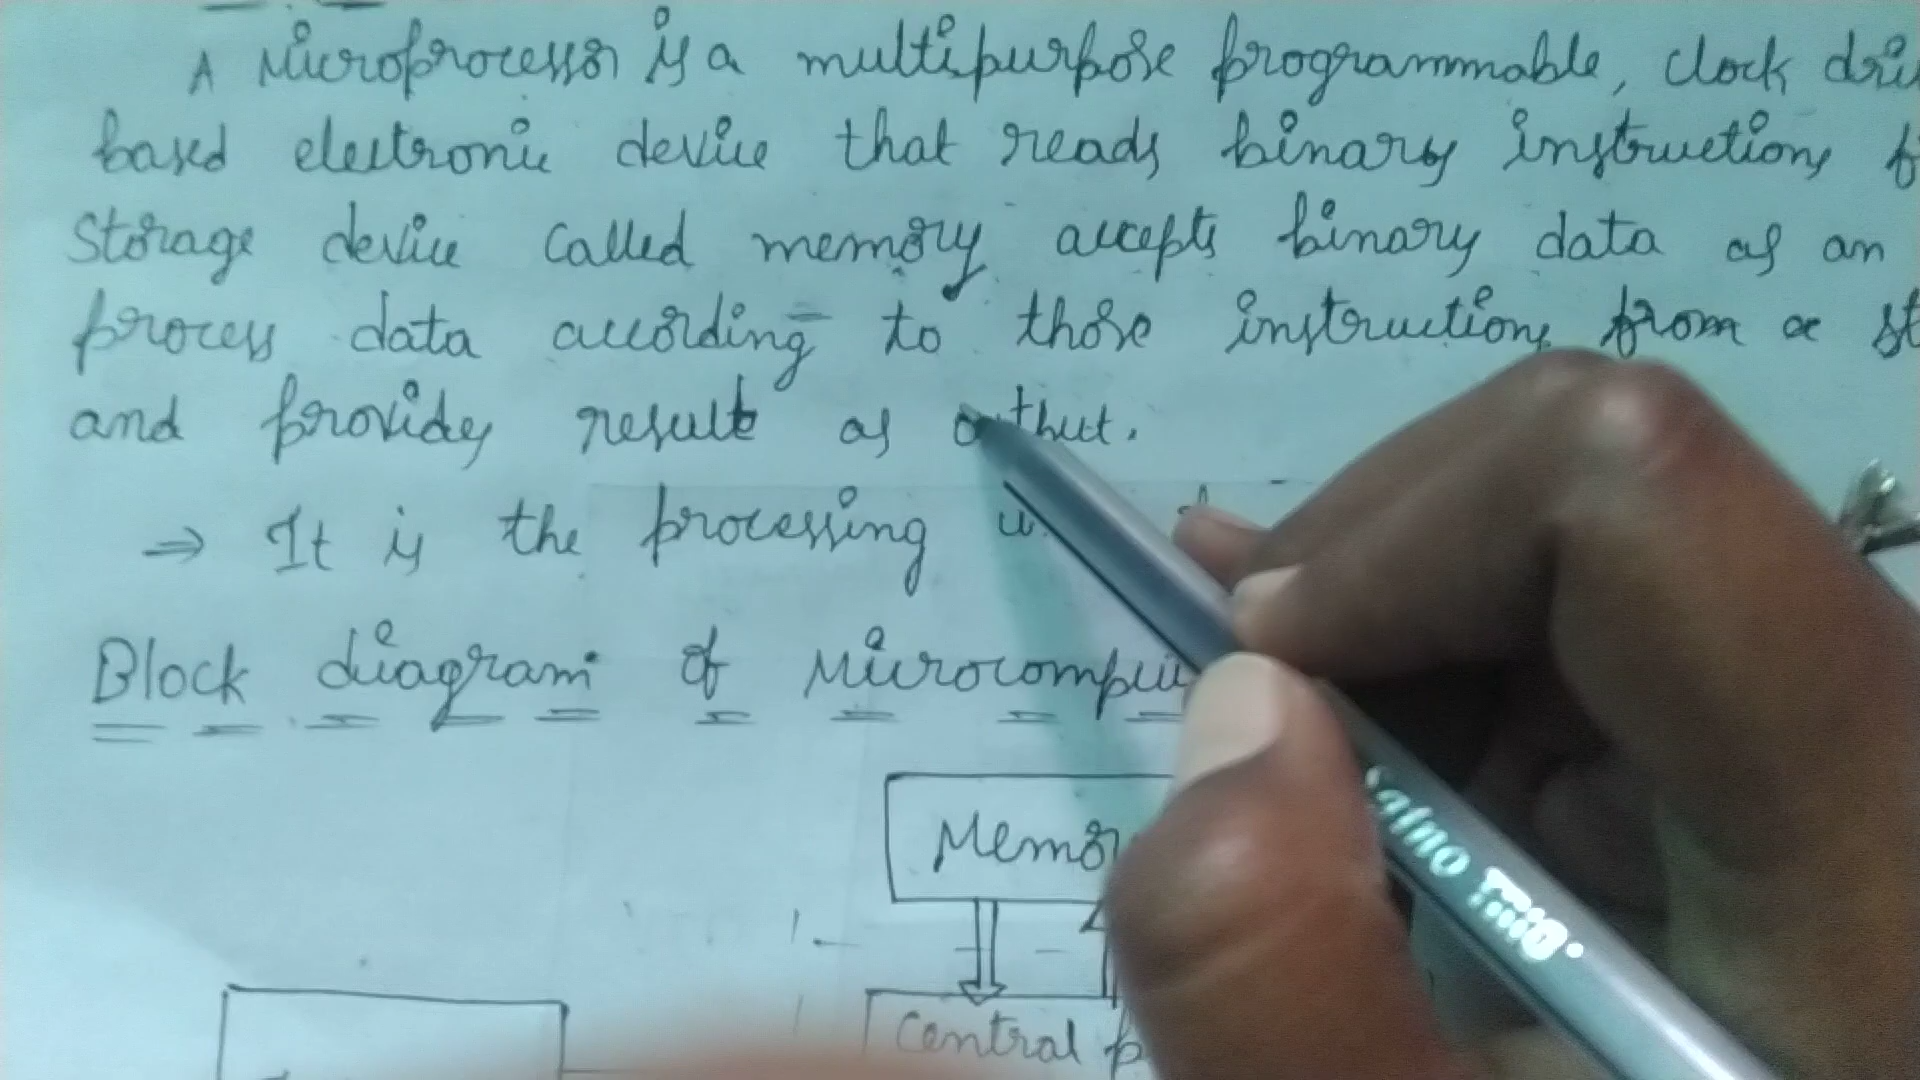 A Microprocessor is a multipurpose programmable, clock
based electronic device that reads binary instructions
Storage device called memory accepts binary data as an
process data according to those instructions from a
and provides result as output.
⇒ It is the processing
Block diagram of Microcompu
Memor
Central p